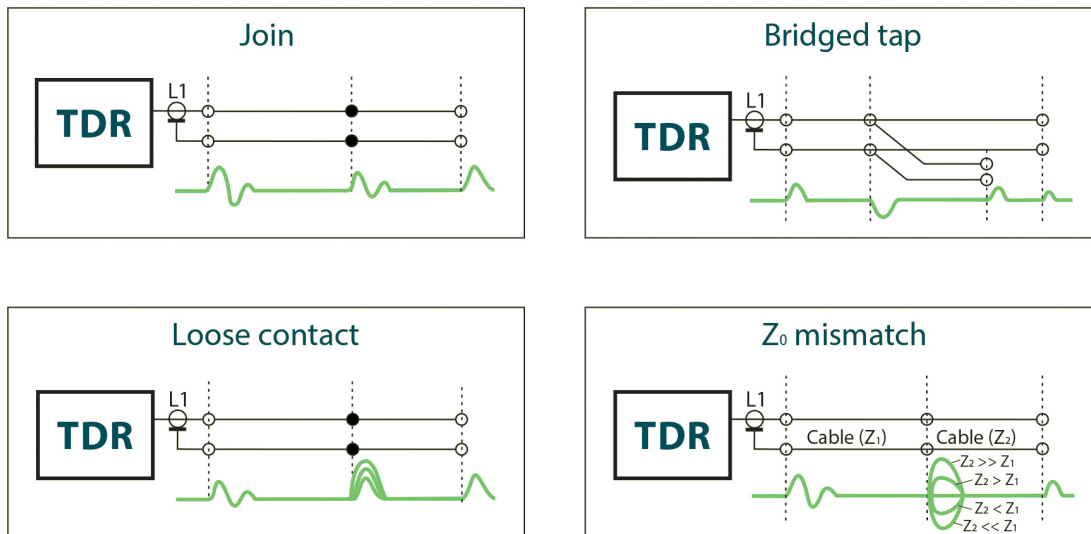 Join
L1
TDR
Bridged tap
L1
TDR
Loose contact
L1
TDR
Z₀ mismatch
L1
TDR
Cable (Z₁)
Cable (Z₂)
Z₂ >> Z₁
Z₂ > Z₁
Z₂ < Z₁
Z₂ << Z₁